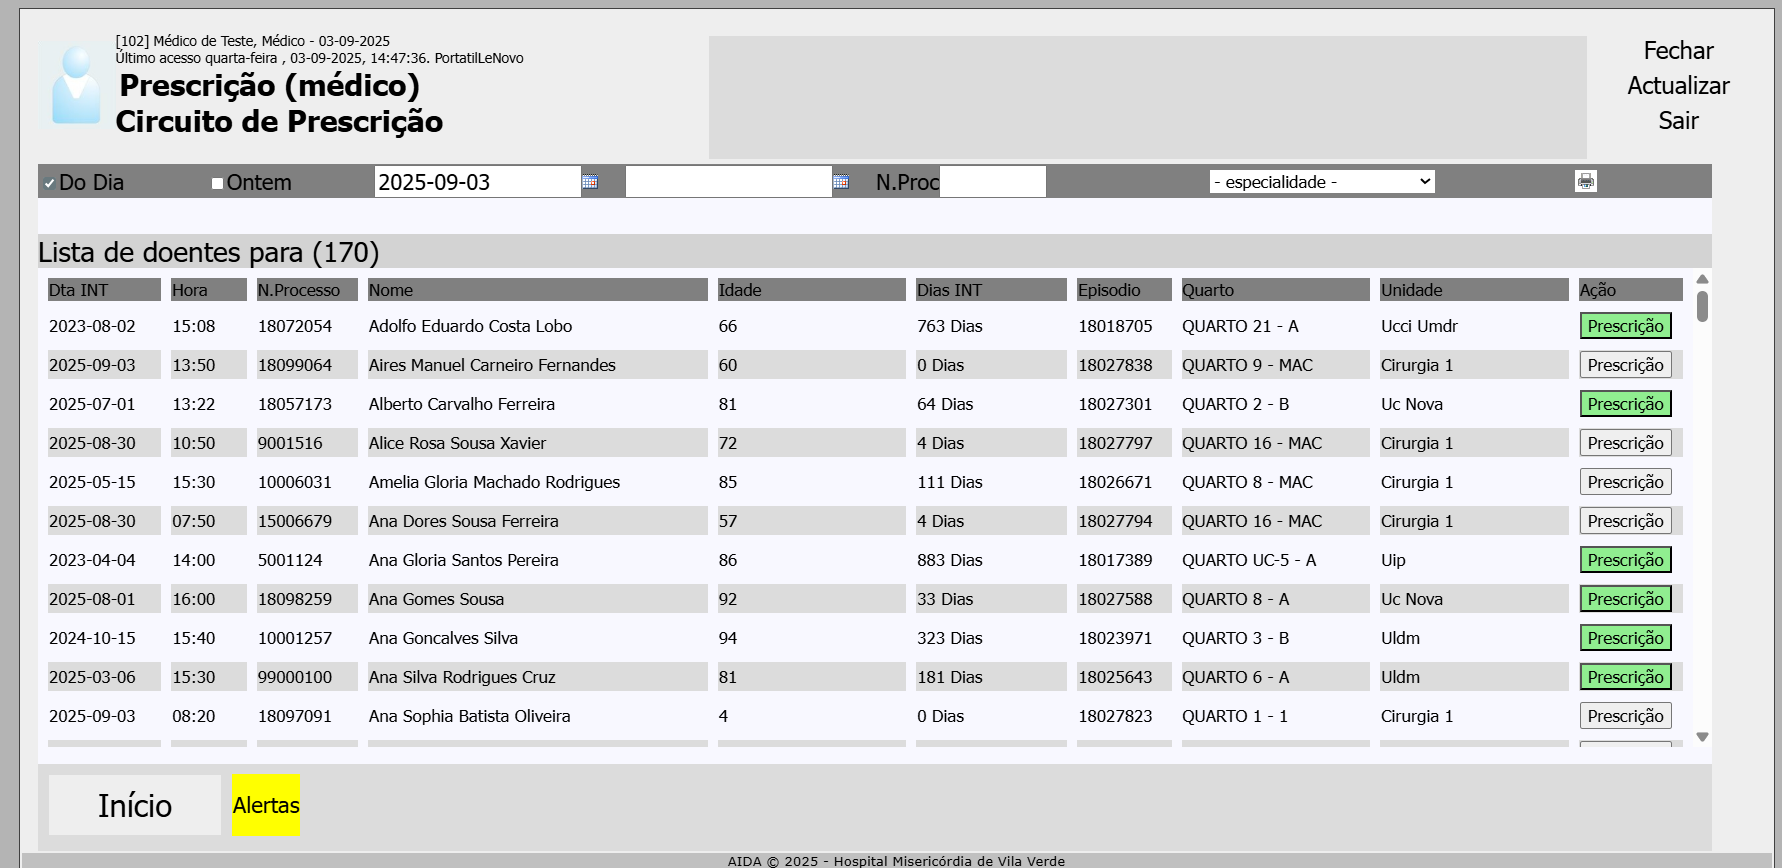 [102] Médico de Teste, Médico - 03-09-2025
Último acesso quarta-feira , 03-09-2025, 14:47:36. PortatilLeNovo
Prescrição (médico)
Circuito de Prescrição
Fechar
Actualizar
Sair
Do Dia Ontem 2025-09-03 N.Proc - especialidade -
Lista de doentes para (170)
Dta INT Hora N.Processo Nome Idade Dias INT Episodio Quarto Unidade Ação
2023-08-02 15:08 18072054 Adolfo Eduardo Costa Lobo 66 763 Dias 18018705 QUARTO 21 - A Ucci Umdr Prescrição
2025-09-03 13:50 18099064 Aires Manuel Carneiro Fernandes 60 0 Dias 18027838 QUARTO 9 - MAC Cirurgia 1 Prescrição
2025-07-01 13:22 18057173 Alberto Carvalho Ferreira 81 64 Dias 18027301 QUARTO 2 - B Uc Nova Prescrição
2025-08-30 10:50 9001516 Alice Rosa Sousa Xavier 72 4 Dias 18027797 QUARTO 16 - MAC Cirurgia 1 Prescrição
2025-05-15 15:30 10006031 Amelia Gloria Machado Rodrigues 85 111 Dias 18026671 QUARTO 8 - MAC Cirurgia 1 Prescrição
2025-08-30 07:50 15006679 Ana Dores Sousa Ferreira 57 4 Dias 18027794 QUARTO 16 - MAC Cirurgia 1 Prescrição
2023-04-04 14:00 5001124 Ana Gloria Santos Pereira 86 883 Dias 18017389 QUARTO UC-5 - A Uip Prescrição
2025-08-01 16:00 18098259 Ana Gomes Sousa 92 33 Dias 18027588 QUARTO 8 - A Uc Nova Prescrição
2024-10-15 15:40 10001257 Ana Goncalves Silva 94 323 Dias 18023971 QUARTO 3 - B Uldm Prescrição
2025-03-06 15:30 99000100 Ana Silva Rodrigues Cruz 81 181 Dias 18025643 QUARTO 6 - A Uldm Prescrição
2025-09-03 08:20 18097091 Ana Sophia Batista Oliveira 4 0 Dias 18027823 QUARTO 1 - 1 Cirurgia 1 Prescrição
Início Alertas
AIDA © 2025 - Hospital Misericórdia de Vila Verde